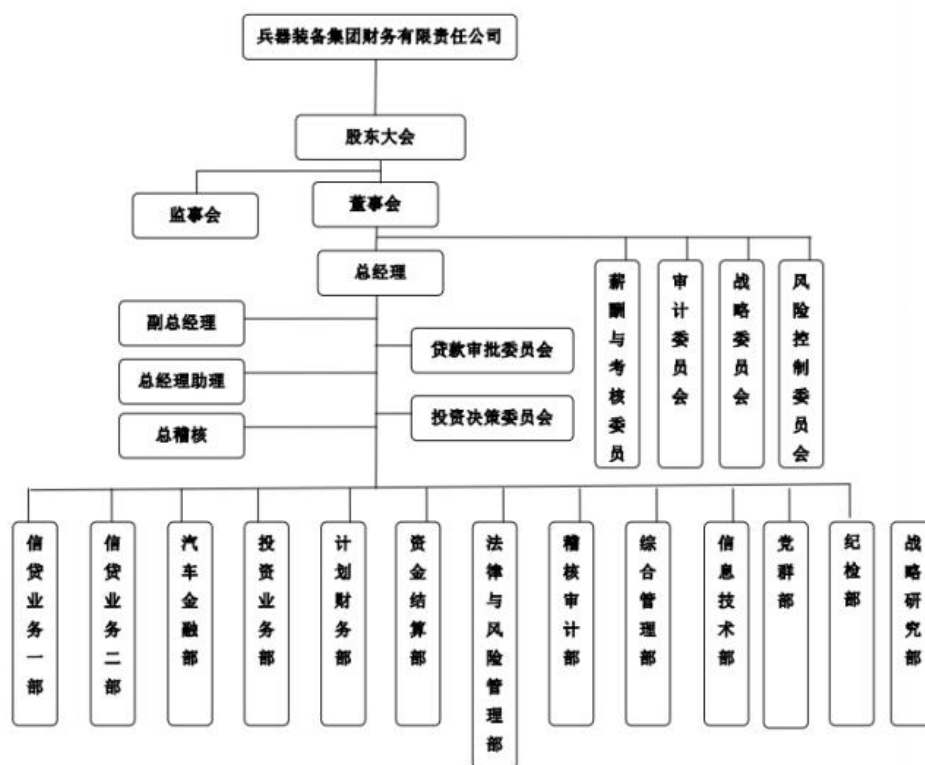 兵器装备集团财务有限责任公司
股东大会
监事会
董事会
总经理
薪酬与考核委员
审计委员会
战略委员会
风险控制委员会
副总经理
贷款审批委员会
总经理助理
投资决策委员会
总稽核
信贷业务一部
信贷业务二部
汽车金融部
投资业务部
计划财务部
资金结算部
法律与风险管理部
稽核审计部
综合管理部
信息技术部
党群部
纪检部
战略研究部